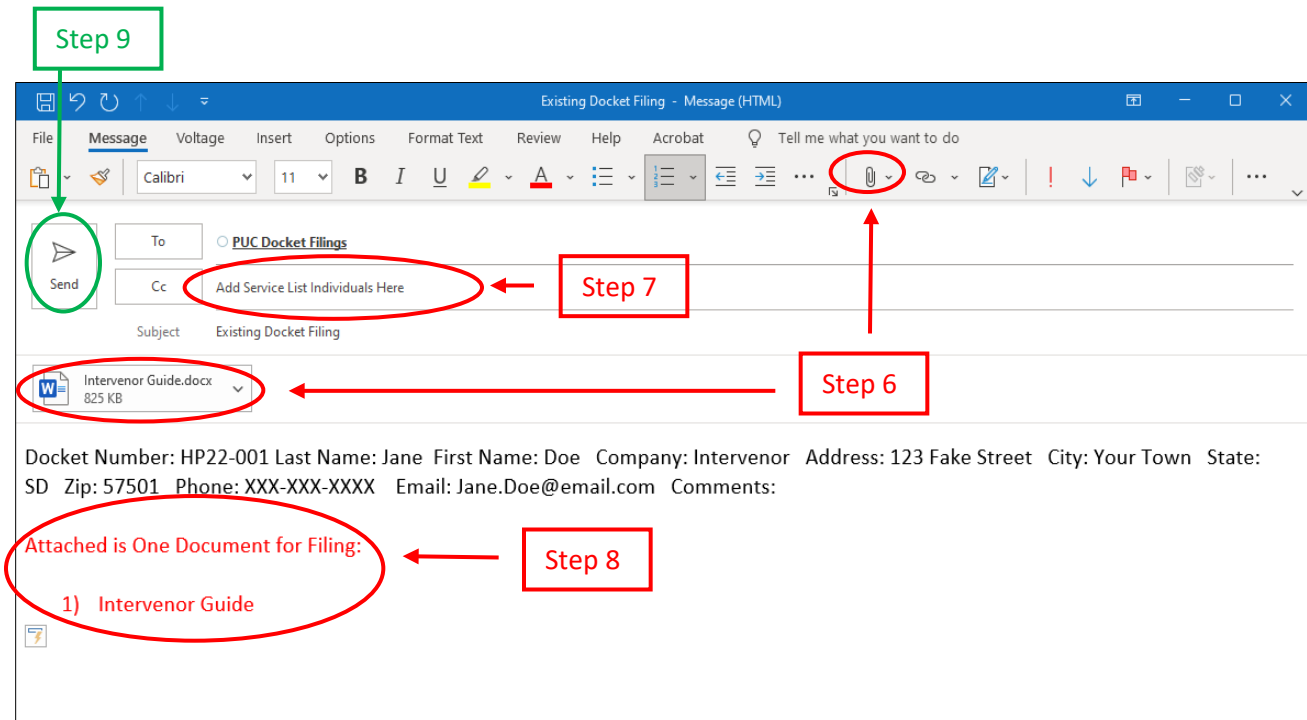 Step 9
Existing Docket Filing - Message (HTML)
File Message Voltage Insert Options Format Text Review Help Acrobat Tell me what you want to do
Calibri 11 B I U A
To PUC Docket Filings
Send Cc Add Service List Individuals Here
Step 7
Subject Existing Docket Filing
Intervenor Guide.docx
825 KB
Step 6
Docket Number: HP22-001 Last Name: Jane First Name: Doe Company: Intervenor Address: 123 Fake Street City: Your Town State:
SD Zip: 57501 Phone: XXX-XXX-XXXX Email: Jane.Doe@email.com Comments:
Attached is One Document for Filing:
Step 8
1) Intervenor Guide